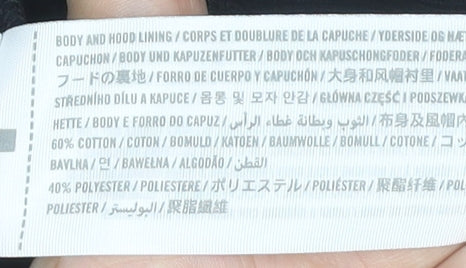 BODY AND HOOD LINING / CORPS ET DOUBLURE DE LA CAPUCHE / YDERSIDE OG
CAPUCHON / BODY UND KAPUZENFUTTER / BODY OCH KAPUSCHONGFODER /
フードの裏地 / FORRO DE CUERPO Y CAPUCHÓN / 大身和风帽衬里 /
STŘEDNÍHO DÍLU A KAPUCE / 몸통 및 모자 안감 / GŁÓWNA CZĘŚĆ I
HETTE / BODY E FORRO DO CAPUZ / الثوب وبطانة غطاء الرأس / 布身及風帽
60% COTTON / COTON / BOMULD / KATOEN / BAUMWOLLE / BOMULL / COTONE /
BAVLNA / 면 / BAWEŁNA / ALGODÃO / القطن
40% POLYESTER / POLIESTERE / ポリエステル / POLIÉSTER / 聚酯纤维
POLIESTER / البوليستر / 聚脂纖維